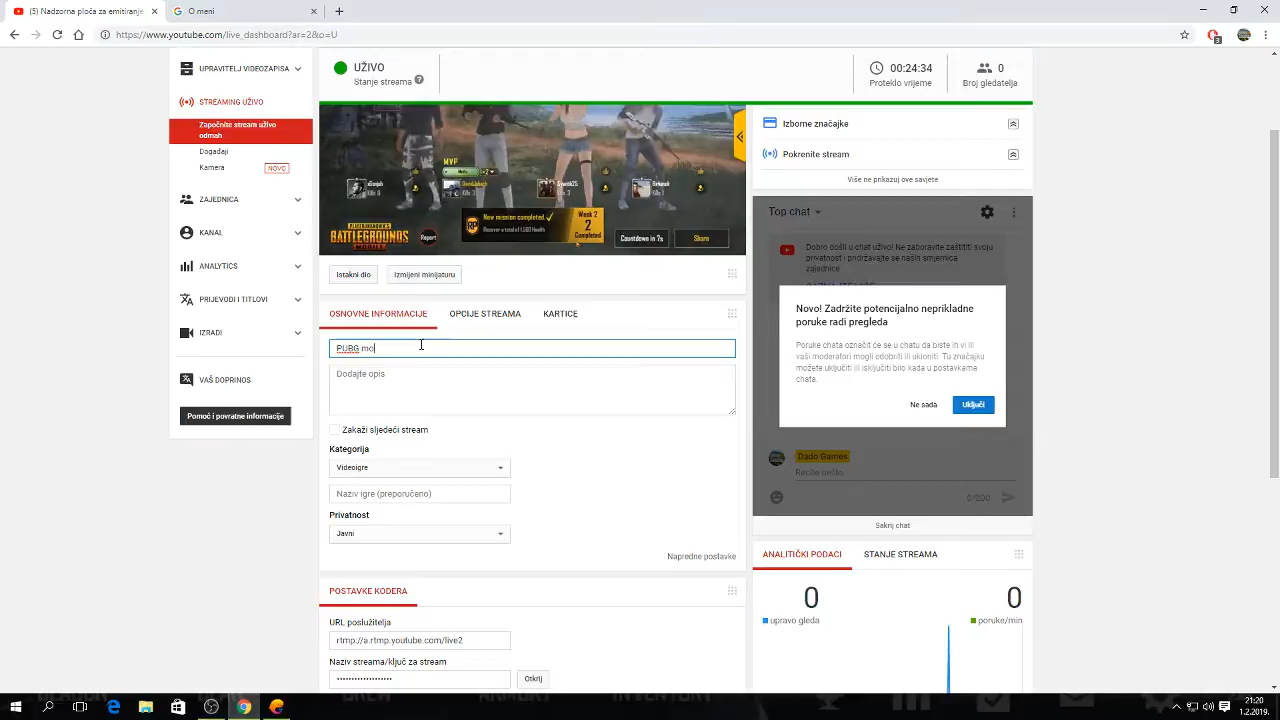 (5) Nadzorna ploča za emitiranje
O meni
https://www.youtube.com/live_dashboard?ar=2&o=U
3
UPRAVITELJ VIDEOZAPISA
STREAMING UŽIVO
Započnite stream uživo
odmah
Događaji
Kamera
NOVO
ZAJEDNICA
KANAL
ANALYTICS
PRIJEVODI I TITLOVI
IZRADI
VAŠ DOPRINOS
Pomoć i povratne informacije
UŽIVO
Stanje streama
00:24:34
Proteklo vrijeme
0
Broj gledatelja
MVP
Now mission completed.
Week 2
2
Completed
RP
BATTLEGROUNDS
MOBILE
Report
Countdown in 7s
Share
Istakni dio
Izmijeni minijaturu
OSNOVNE INFORMACIJE
OPCIJE STREAMA
KARTICE
PUBG mo
Dodajte opis
Zakaži sljedeći stream
Kategorija
Videoigre
Naziv igre (preporučeno)
Privatnost
Javni
Napredne postavke
POSTAVKE KODERA
URL poslužitelja
rtmp://a.rtmp.youtube.com/live2
Naziv streama/ključ za stream
Otkrij
Izborne značajke
Pokrenite stream
Više ne prikazuj ove savjete
Top chat
Dobro došli u chat uživo! Ne zaboravite zaštititi svoju
privatnost i pridržavajte se naših smjernica
zajednice
Novo! Zadržite potencijalno neprikladne
poruke radi pregleda
Poruke chata označit će se u chatu da biste ih vi ili
vaši moderatori mogli odobriti ili ukloniti. Tu značajku
možete uključiti ili isključiti bilo kada u postavkama
chata.
Ne sada
Uključi
Dado Games
Recite nešto...
0/200
Sakrij chat
ANALITIČKI PODACI
STANJE STREAMA
0
upravo gleda
0
poruke/min
INVENTORY
21:20
1.2.2019.